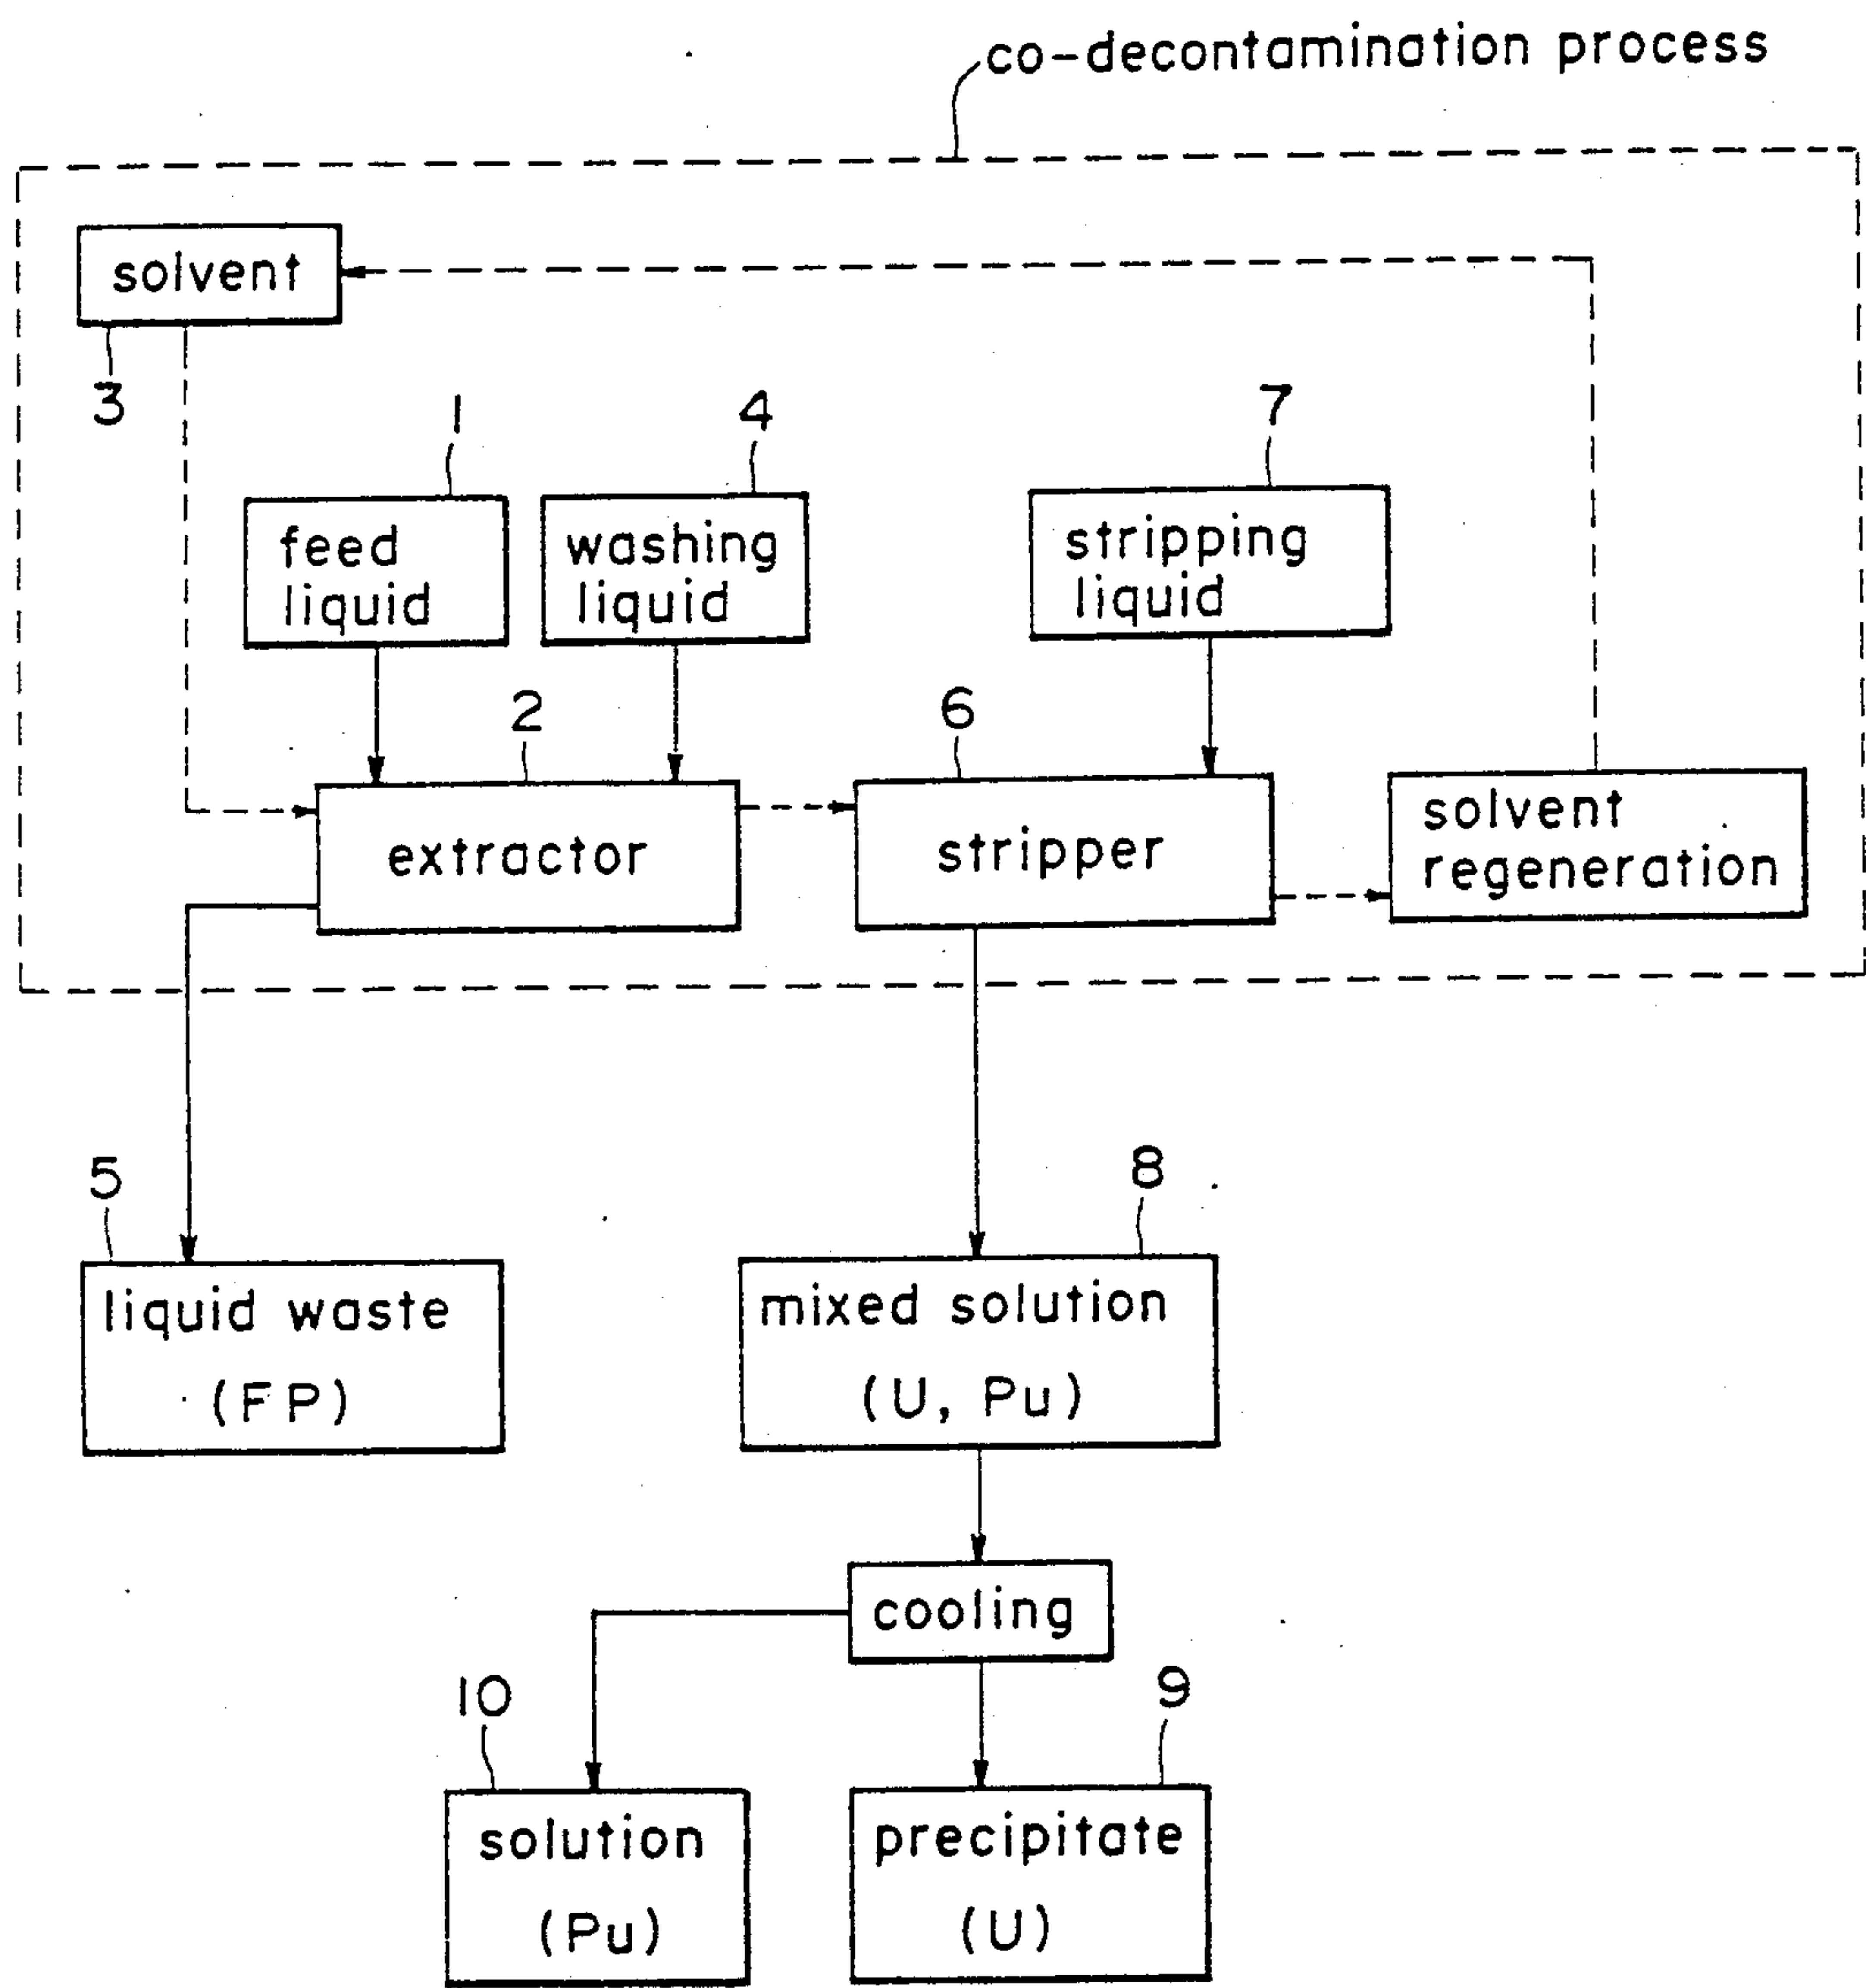 co-decontamination process
solvent
3
1
4
7
feed
liquid
washing
liquid
stripping
liquid
2
6
extractor
stripper
solvent
regeneration
5
8
liquid waste
(FP)
mixed solution
(U, Pu)
cooling
10
9
solution
(Pu)
precipitate
(U)